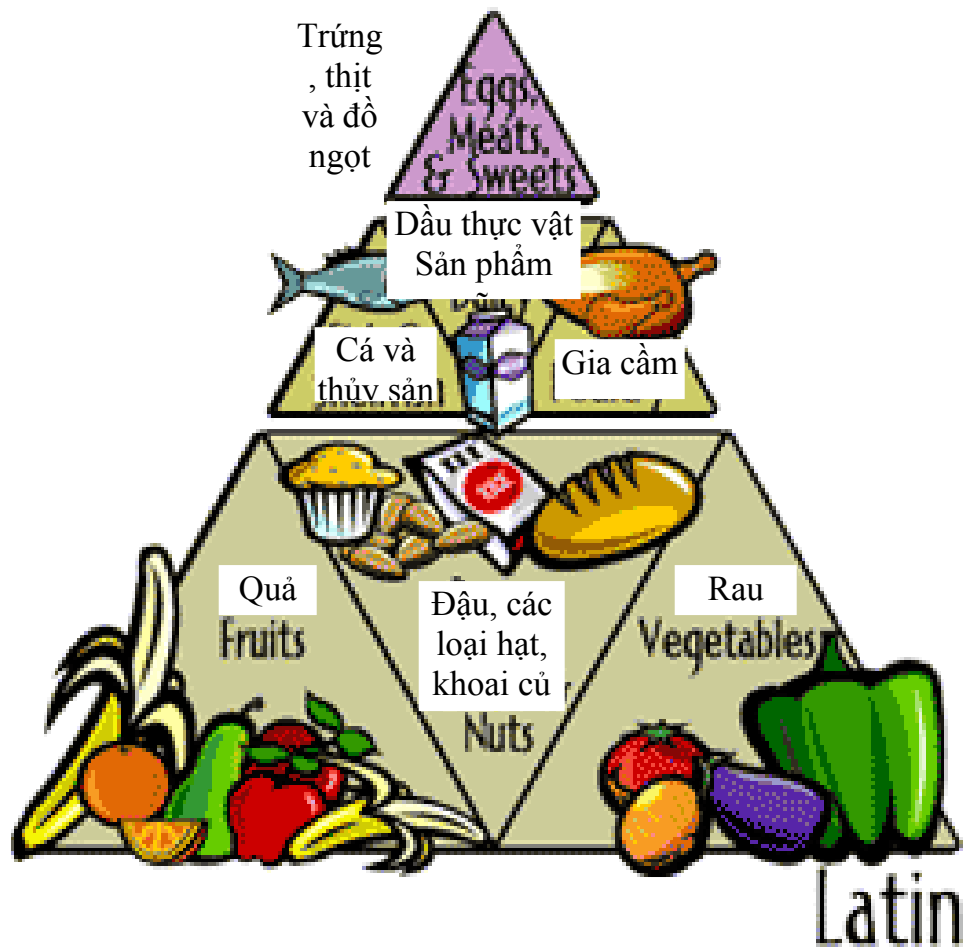 Trứng
, thịt
và đồ
ngọt
Eggs,
Meats,
& Sweets
Dầu thực vật
Sản phẩm
Cá và
thủy sản
Gia cầm
Quả
Fruits
Đậu, các
loại hạt,
khoai củ
Nuts
Rau
Vegetables
Latin